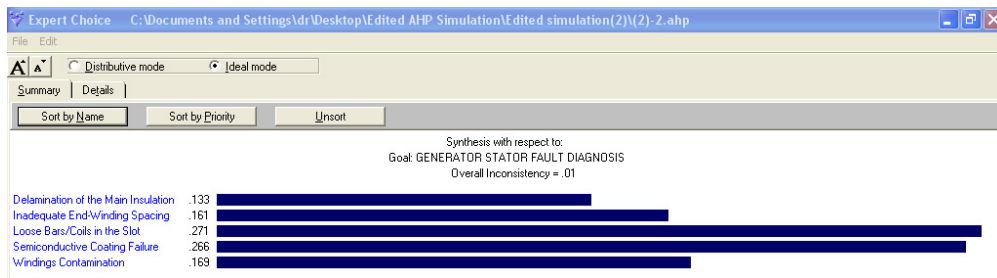 Expert Choice C:\Documents and Settings\dr\Desktop\Edited AHP Simulation\Edited simulation(2)\(2)-2.ahp
File Edit
A A Distributive mode Ideal mode
Summary Details
Sort by Name Sort by Priority Unsort
Synthesis with respect to:
Goal: GENERATOR STATOR FAULT DIAGNOSIS
Overall Inconsistency = .01
Delamination of the Main Insulation .133
Inadequate End-Winding Spacing .161
Loose Bars/Coils in the Slot .271
Semiconductive Coating Failure .266
Windings Contamination .169